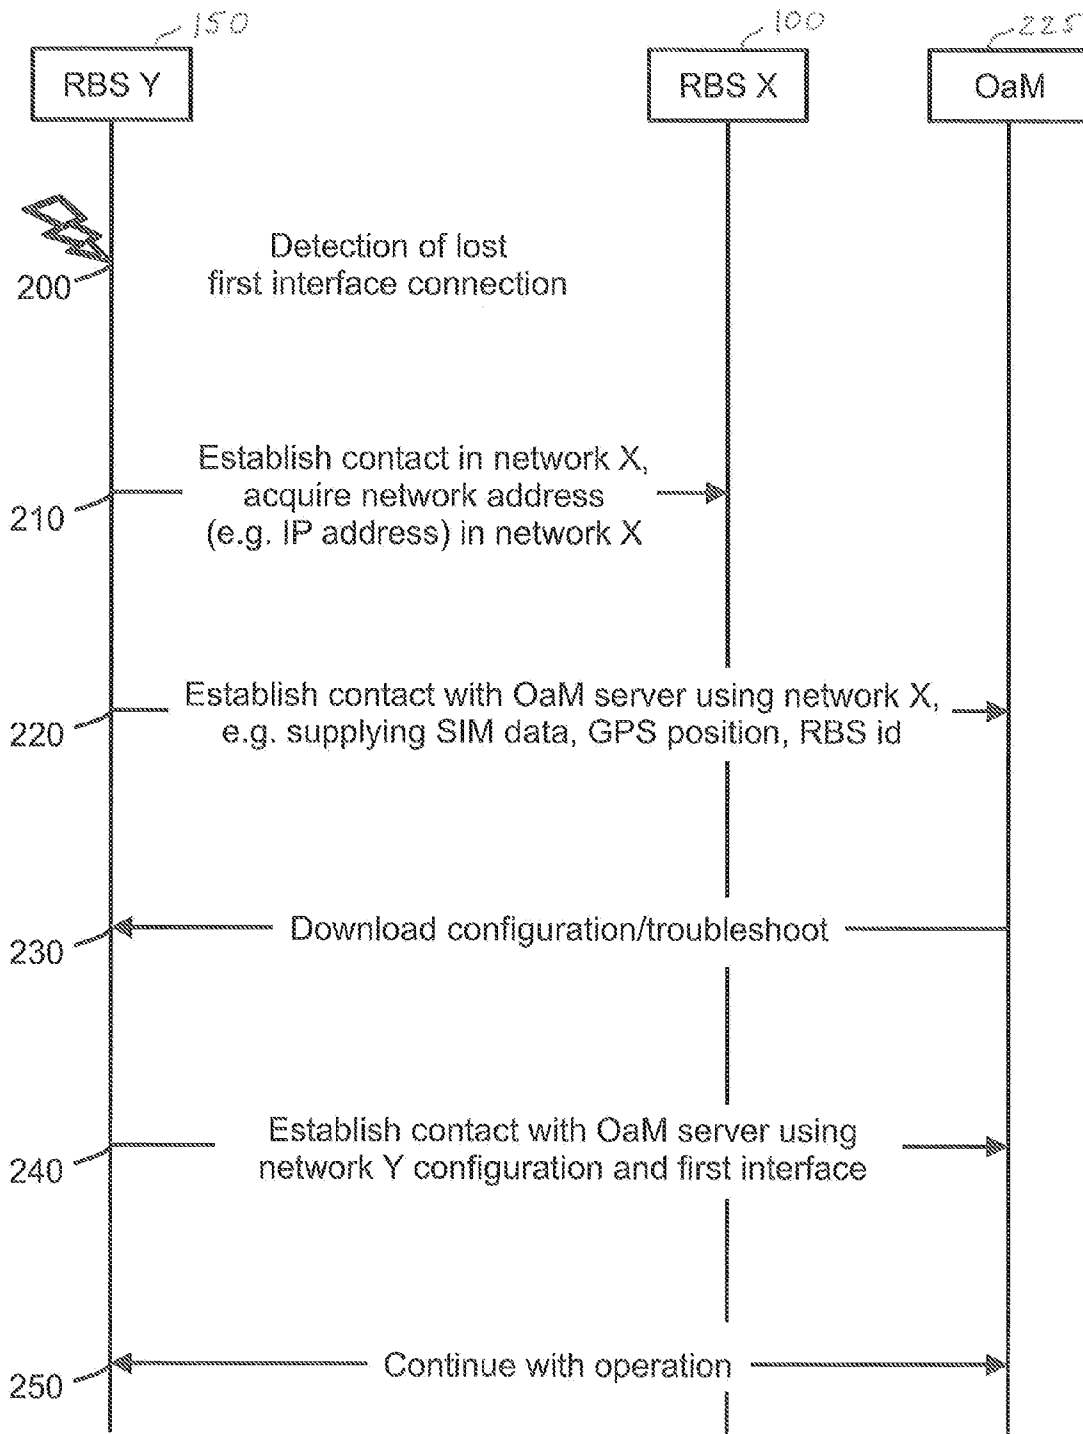 150
100
225
RBS Y
RBS X
OaM
Detection of lost
first interface connection
200
Establish contact in network X,
acquire network address
(e.g. IP address) in network X
210
Establish contact with OaM server using network X,
e.g. supplying SIM data, GPS position, RBS id
220
Download configuration/troubleshoot
230
Establish contact with OaM server using
network Y configuration and first interface
240
Continue with operation
250